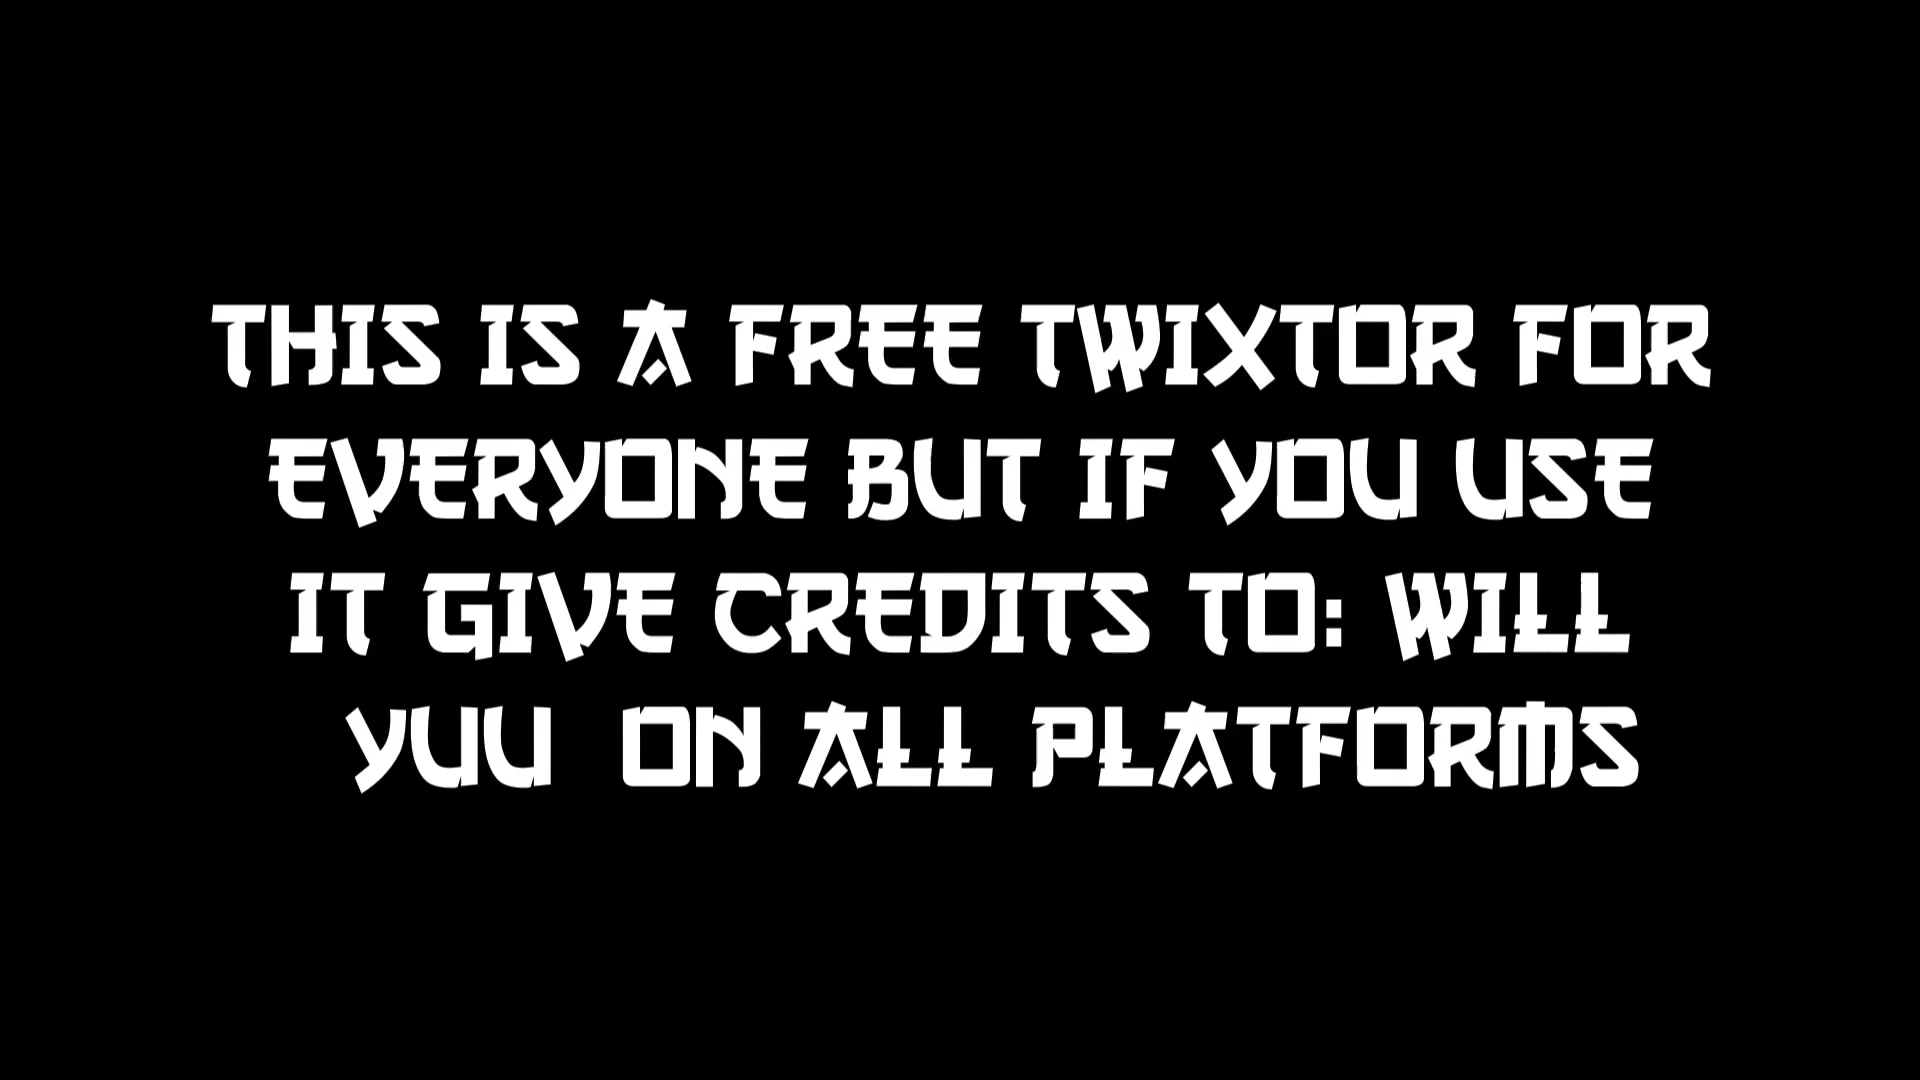 THIS IS A FREE TWIXTOR FOR
EVERYONE BUT IF YOU USE
IT GIVE CREDITS TO: WILL
YUU ON ALL PLATFORMS